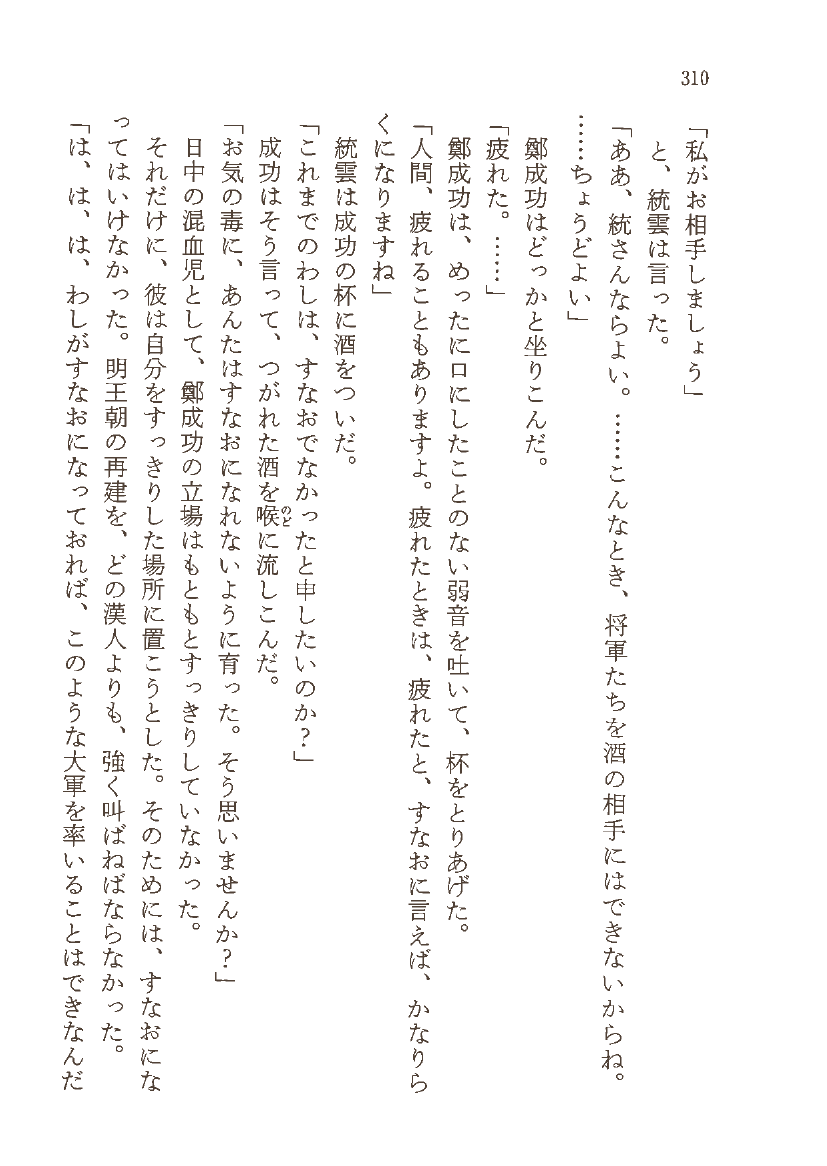 310
「私がお相手しましょう」
と、統雲は言った。
「ああ、統さんならよい。……こんなとき、将軍たちを酒の相手にはできないからね。
……ちょうどよい」
鄭成功はどっかと坐りこんだ。
「疲れた。……」
鄭成功は、めったに口にしたことのない弱音を吐いて、杯をとりあげた。
「人間、疲れることもありますよ。疲れたときは、疲れたと、すなおに言えば、かなりら
くになりますね」
統雲は成功の杯に酒をついだ。
「これまでのわしは、すなおでなかったと申したいのか?」
成功はそう言って、つがれた酒を喉のどに流しこんだ。
「お気の毒に、あんたはすなおになれないように育った。そう思いませんか?」
日中の混血児として、鄭成功の立場はもともとすっきりしていなかった。
それだけに、彼は自分をすっきりした場所に置こうとした。そのためには、すなおにな
ってはいけなかった。明王朝の再建を、どの漢人よりも、強く叫ばねばならなかった。
「は、は、は、わしがすなおになっておれば、このような大軍を率いることはできなんだ